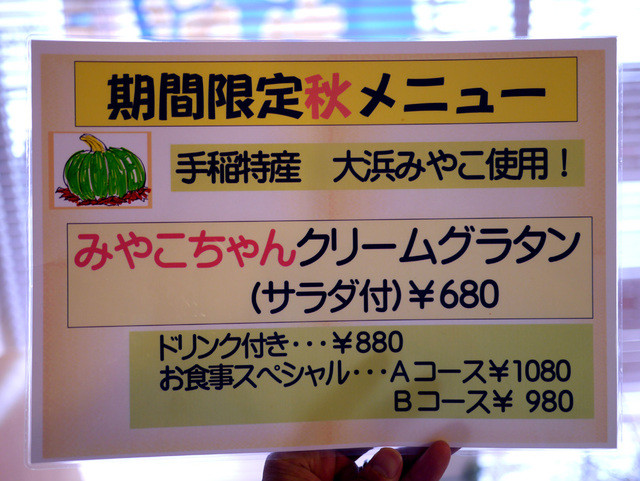 期間限定秋メニュー
手稲特産　大浜みやこ使用！
みやこちゃんクリームグラタン
(サラダ付)￥680
ドリンク付き･･･￥880
お食事スペシャル･･･Ａコース￥1080
Ｂコース￥ 980